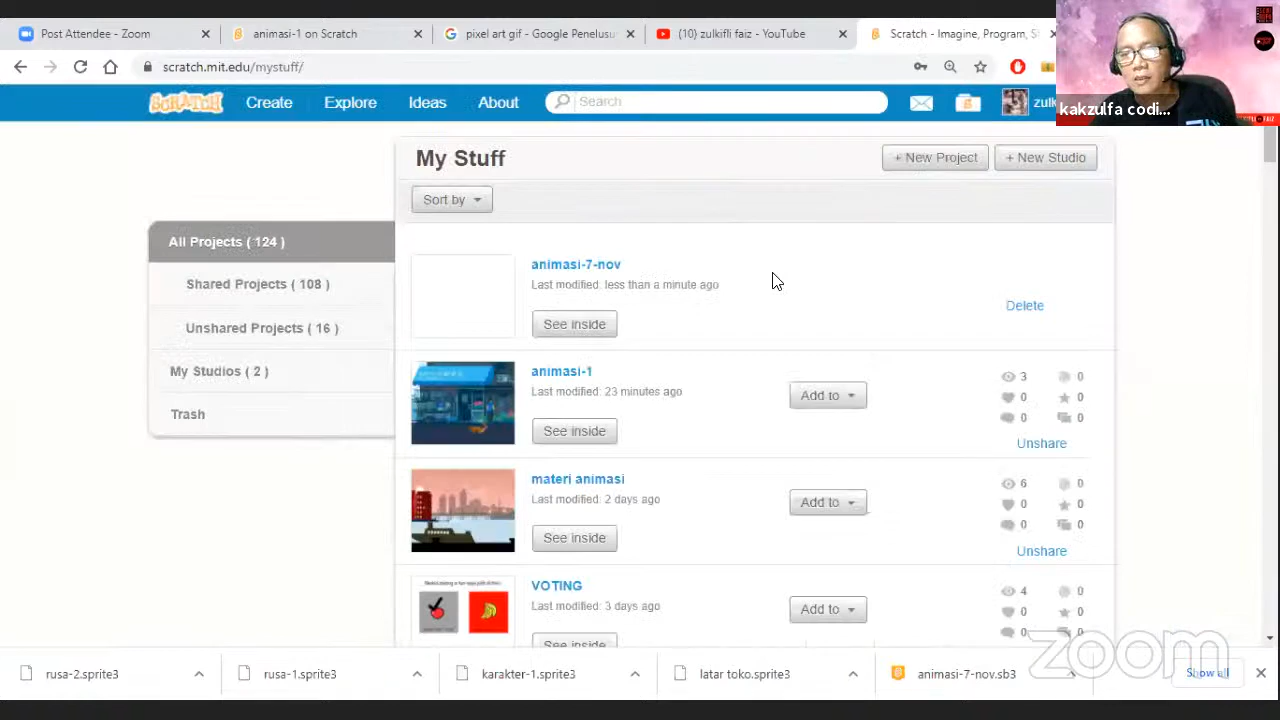 Post Attendee - Zoom
animasi-1 on Scratch
pixel art gif - Google Penelusu
(10) zulkifli faiz - YouTube
Scratch - Imagine, Program, S
scratch.mit.edu/mystuff/
SCRATCH
Create
Explore
Ideas
About
Search
zulk
kakzulfa codi...
My Stuff
+ New Project
+ New Studio
Sort by
All Projects ( 124 )
Shared Projects ( 108 )
Unshared Projects ( 16 )
My Studios ( 2 )
Trash
animasi-7-nov
Last modified: less than a minute ago
See inside
Delete
animasi-1
Last modified: 23 minutes ago
See inside
Add to
3 0
0 0
0 0
Unshare
materi animasi
Last modified: 2 days ago
See inside
Add to
6 0
0 0
0 0
Unshare
VOTING
Last modified: 3 days ago
See inside
Add to
4 0
0 0
0 0
zoom
rusa-2.sprite3
rusa-1.sprite3
karakter-1.sprite3
latar toko.sprite3
animasi-7-nov.sb3
Show all